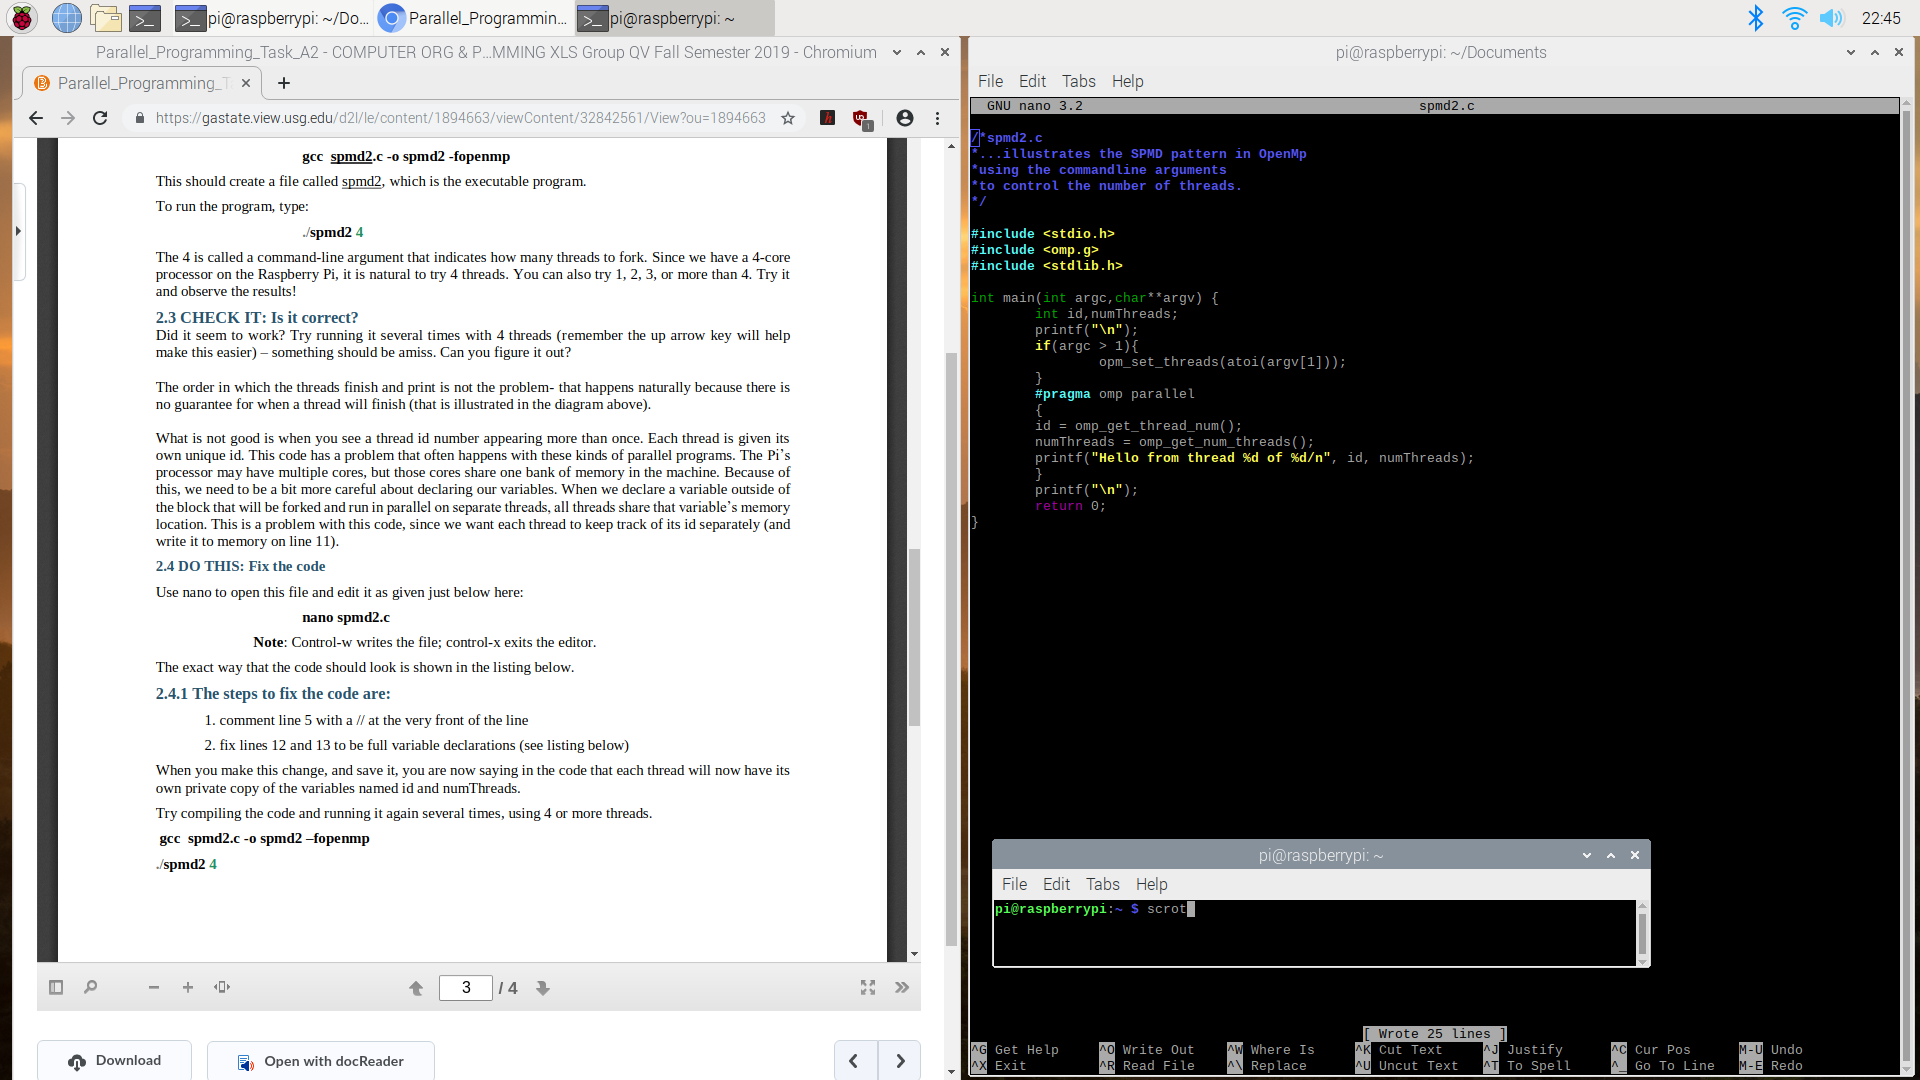 pi@raspberrypi: ~/Do...
Parallel_Programmin...
pi@raspberrypi: ~
22:45
Parallel_Programming_Task_A2 - COMPUTER ORG & P...MMING XLS Group QV Fall Semester 2019 - Chromium
Parallel_Programming_T
https://gastate.view.usg.edu/d2l/le/content/1894663/viewContent/32842561/View?ou=1894663
gcc spmd2.c -o spmd2 -fopenmp
This should create a file called spmd2, which is the executable program.
To run the program, type:
./spmd2 4
The 4 is called a command-line argument that indicates how many threads to fork. Since we have a 4-core
processor on the Raspberry Pi, it is natural to try 4 threads. You can also try 1, 2, 3, or more than 4. Try it
and observe the results!
2.3 CHECK IT: Is it correct?
Did it seem to work? Try running it several times with 4 threads (remember the up arrow key will help
make this easier) – something should be amiss. Can you figure it out?
The order in which the threads finish and print is not the problem- that happens naturally because there is
no guarantee for when a thread will finish (that is illustrated in the diagram above).
What is not good is when you see a thread id number appearing more than once. Each thread is given its
own unique id. This code has a problem that often happens with these kinds of parallel programs. The Pi’s
processor may have multiple cores, but those cores share one bank of memory in the machine. Because of
this, we need to be a bit more careful about declaring our variables. When we declare a variable outside of
the block that will be forked and run in parallel on separate threads, all threads share that variable’s memory
location. This is a problem with this code, since we want each thread to keep track of its id separately (and
write it to memory on line 11).
2.4 DO THIS: Fix the code
Use nano to open this file and edit it as given just below here:
nano spmd2.c
Note: Control-w writes the file; control-x exits the editor.
The exact way that the code should look is shown in the listing below.
2.4.1 The steps to fix the code are:
1. comment line 5 with a // at the very front of the line
2. fix lines 12 and 13 to be full variable declarations (see listing below)
When you make this change, and save it, you are now saying in the code that each thread will now have its
own private copy of the variables named id and numThreads.
Try compiling the code and running it again several times, using 4 or more threads.
gcc spmd2.c -o spmd2 –fopenmp
./spmd2 4
3 / 4
Download
Open with docReader
pi@raspberrypi: ~/Documents
File Edit Tabs Help
GNU nano 3.2 spmd2.c
/*spmd2.c
*...illustrates the SPMD pattern in OpenMp
*using the commandline arguments
*to control the number of threads.
*/
#include <stdio.h>
#include <omp.g>
#include <stdlib.h>
int main(int argc,char**argv) {
int id,numThreads;
printf("\n");
if(argc > 1){
opm_set_threads(atoi(argv[1]));
}
#pragma omp parallel
{
id = omp_get_thread_num();
numThreads = omp_get_num_threads();
printf("Hello from thread %d of %d/n", id, numThreads);
}
printf("\n");
return 0;
}
pi@raspberrypi: ~
File Edit Tabs Help
pi@raspberrypi:~ $ scrot
[ Wrote 25 lines ]
^G Get Help ^O Write Out ^W Where Is ^K Cut Text ^J Justify ^C Cur Pos M-U Undo
^X Exit ^R Read File ^\ Replace ^U Uncut Text ^T To Spell ^_ Go To Line M-E Redo